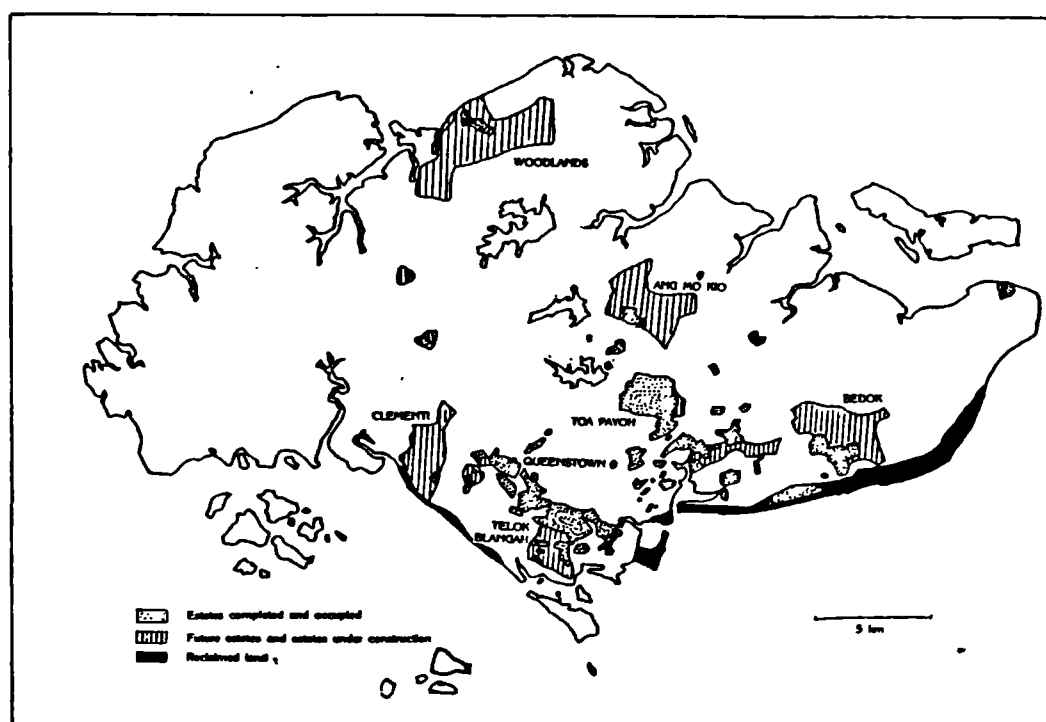 WOODLANDS
ANG MO KIO
CLEMENTI
TOA PAYOH
BEDOK
QUEENSTOWN
TELOK
BLANGAH
Estates completed and occupied
Future estates and estates under construction
Reclaimed land
5 km